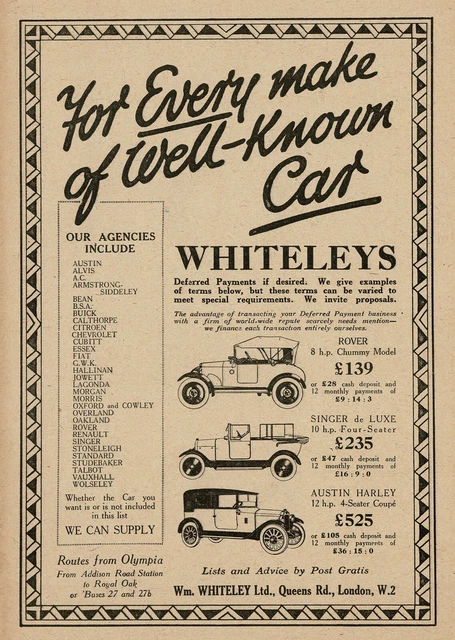 For Every make
of Well-Known
Car
OUR AGENCIES
INCLUDE
AUSTIN
ALVIS
A.C.
ARMSTRONG-
SIDDELEY
BEAN
B.S.A.
BUICK
CALTHORPE
CITROEN
CHEVROLET
CUBITT
ESSEX
FIAT
G.W.K.
HALLINAN
JOWETT
LAGONDA
MORGAN
MORRIS
OXFORD and COWLEY
OVERLAND
OAKLAND
ROVER
RENAULT
SINGER
STONELEIGH
STANDARD
STUDEBAKER
TALBOT
VAUXHALL
WOLSELEY
Whether the Car you
want is or is not included
in this list
WE CAN SUPPLY
Routes from Olympia
From Addison Road Station
to Royal Oak
or 'Buses 27 and 27b
WHITELEYS
Deferred Payments if desired. We give examples
of terms below, but these terms can be varied to
meet special requirements. We invite proposals.
The advantage of transacting your Deferred Payment business
with a firm of world-wide repute scarcely needs mention—
we finance each transaction entirely ourselves.
ROVER
8 h.p. Chummy Model
£139
or £28 cash deposit and
12 monthly payments of
£9 : 14 : 3
SINGER de LUXE
10 h.p. Four-Seater
£235
or £47 cash deposit and
12 monthly payments of
£16 : 9 : 0
AUSTIN HARLEY
12 h.p. 4-Seater Coupé
£525
or £105 cash deposit and
12 monthly payments of
£36 : 15 : 0
Lists and Advice by Post Gratis
Wm. WHITELEY Ltd., Queens Rd., London, W.2